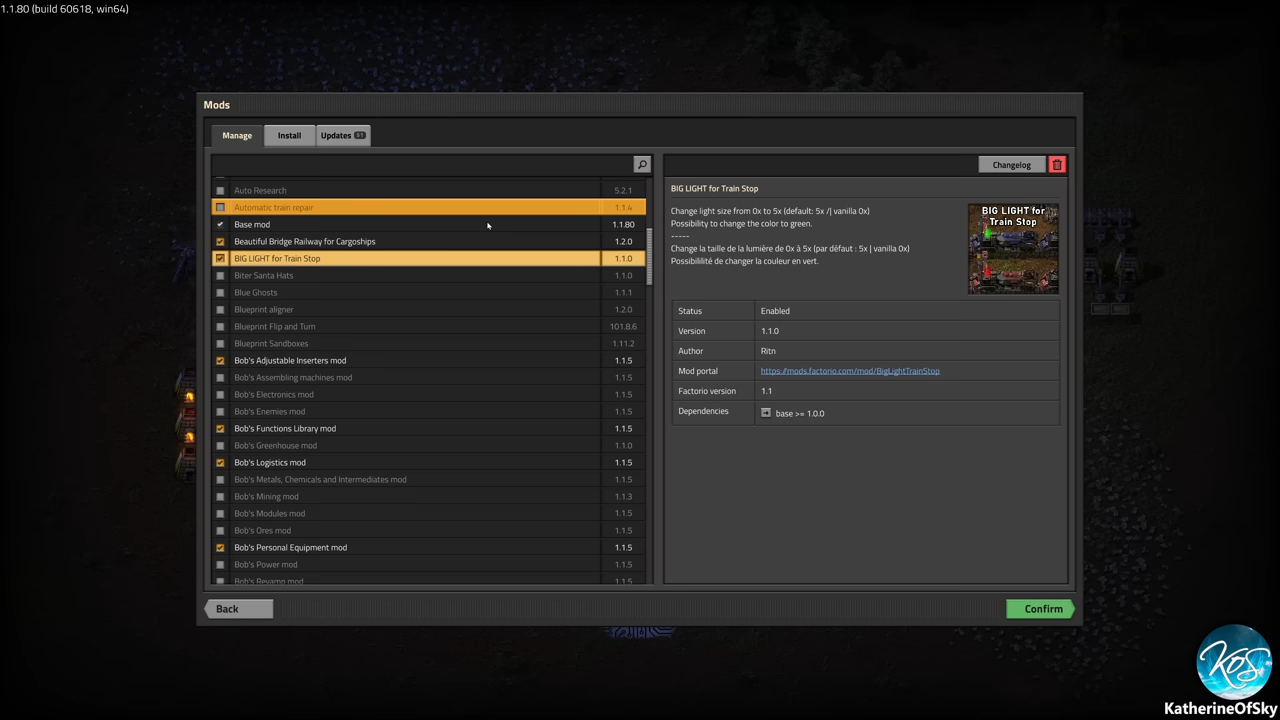 1.1.80 (build 60618, win64)
Mods
Manage
Install
Updates 51
Auto Research 5.2.1
Automatic train repair 1.1.4
Base mod 1.1.80
Beautiful Bridge Railway for Cargoships 1.2.0
BIG LIGHT for Train Stop 1.1.0
Biter Santa Hats 1.1.0
Blue Ghosts 1.1.1
Blueprint aligner 1.2.0
Blueprint Flip and Turn 101.8.6
Blueprint Sandboxes 1.11.2
Bob's Adjustable Inserters mod 1.1.5
Bob's Assembling machines mod 1.1.5
Bob's Electronics mod 1.1.5
Bob's Enemies mod 1.1.5
Bob's Functions Library mod 1.1.5
Bob's Greenhouse mod 1.1.0
Bob's Logistics mod 1.1.5
Bob's Metals, Chemicals and Intermediates mod 1.1.5
Bob's Mining mod 1.1.3
Bob's Modules mod 1.1.5
Bob's Ores mod 1.1.5
Bob's Personal Equipment mod 1.1.5
Bob's Power mod 1.1.5
Bob's Revamp mod 1.1.5
Changelog
BIG LIGHT for Train Stop
Change light size from 0x to 5x (default: 5x /| vanilla 0x)
Possibility to change the color to green.
-----
Change la taille de la lumière de 0x à 5x (par défaut : 5x | vanilla 0x)
Possibililité de changer la couleur en vert.
BIG LIGHT for
Train Stop
Status Enabled
Version 1.1.0
Author Ritn
Mod portal https://mods.factorio.com/mod/BigLightTrainStop
Factorio version 1.1
Dependencies base >= 1.0.0
Back
Confirm
KoS
KatherineOfSky